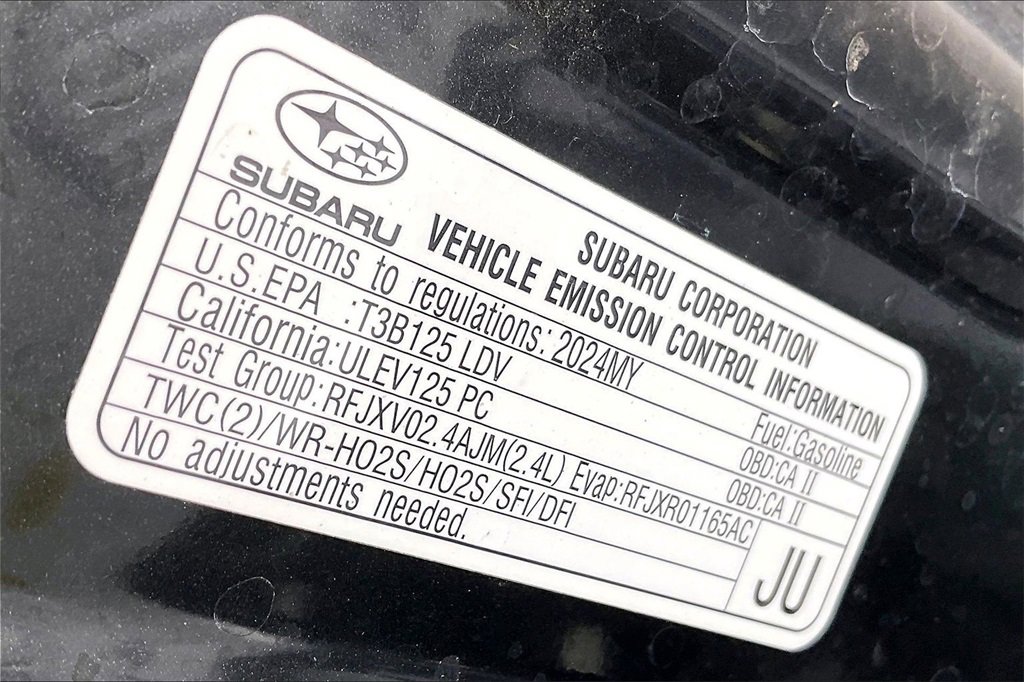 SUBARU
SUBARU CORPORATION
VEHICLE EMISSION CONTROL INFORMATION
Conforms to regulations: 2024MY Fuel:Gasoline
U.S.EPA :T3B125 LDV OBD:CA II
California:ULEV125 PC OBD:CA II
Test Group:RFJXV02.4AJM(2.4L) Evap:RFJXR01165AC
TWC(2)/WR-HO2S/HO2S/SFI/DFI
No adjustments needed.
JU